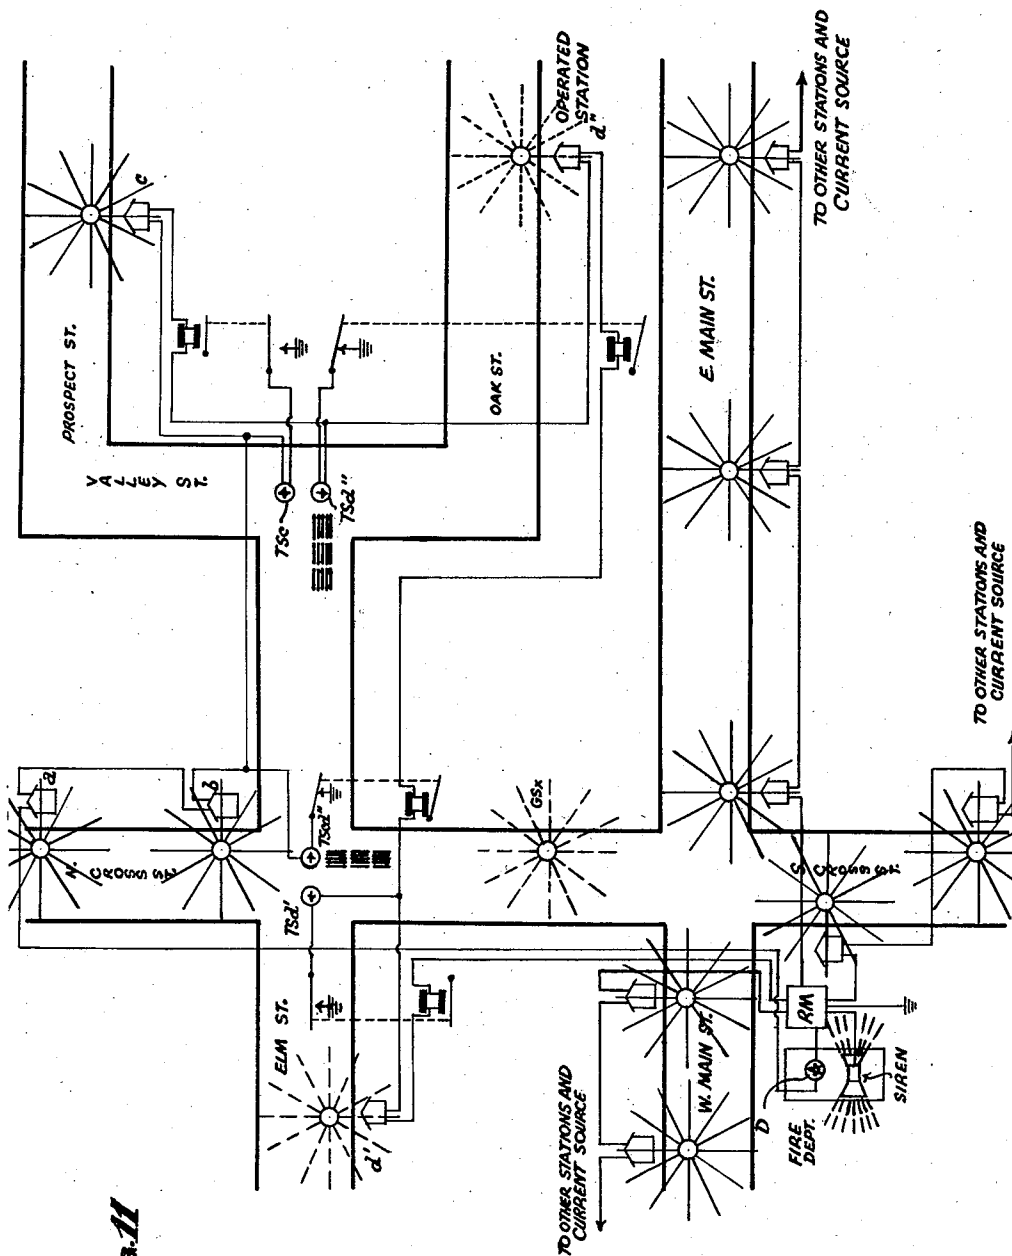 TO OTHER STATIONS AND
CURRENT SOURCE
OPERATED
STATION
d"
c
PROSPECT ST.
E. MAIN ST.
OAK ST.
VALLEY ST.
TSc
TSd"
TO OTHER STATIONS AND
CURRENT SOURCE
a
b
GSx
N.
CROSS ST.
S. CROSS ST.
TScd"
TSd'
ELM ST.
d'
W. MAIN ST.
RM
SIREN
D
FIRE
DEPT.
TO OTHER STATIONS AND
CURRENT SOURCE
11